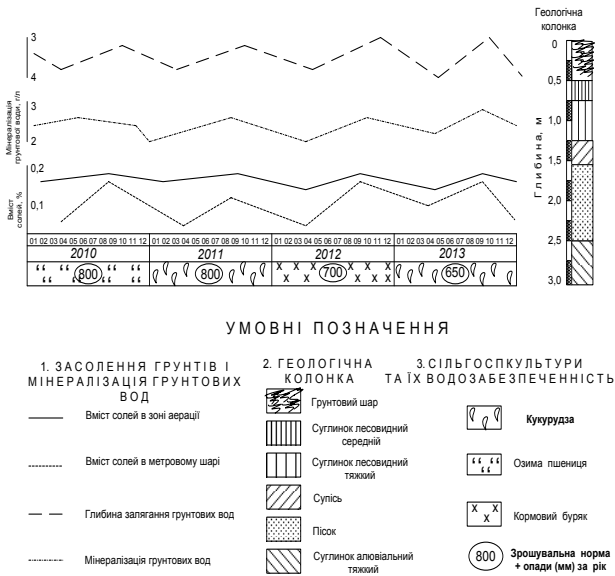 Геологічна
колонка
3
4
Мінералізація
грунтової води, г/л
3
2
0,2
0,1
Вміст
солей, %
01 02 03 04 05 06 07 08 09 10 11 12 01 02 03 04 05 06 07 08 09 10 11 12 01 02 03 04 05 06 07 08 09 10 11 12 01 02 03 04 05 06 07 08 09 10 11 12
2010 2011 2012 2013
800 800 700 650
Глибина, м
0
0,5
1,0
1,5
2,0
2,5
3,0
УМОВНІ ПОЗНАЧЕННЯ
1. ЗАСОЛЕННЯ ГРУНТІВ І
МІНЕРАЛІЗАЦІЯ ГРУНТОВИХ
ВОД
Вміст солей в зоні аерації
Вміст солей в метровому шарі
Глибина залягання грунтових вод
Мінералізація грунтових вод
2. ГЕОЛОГІЧНА
КОЛОНКА
Грунтовий шар
Суглинок лесовидний
середній
Суглинок лесовидний
тяжкий
Супісь
Пісок
Суглинок алювіальний
тяжкий
3. СІЛЬГОСПКУЛЬТУРИ
ТА ЇХ ВОДОЗАБЕЗПЕЧЕННІСТЬ
Кукурудза
Озима пшениця
Кормовий буряк
800 Зрошувальна норма
+ опади (мм) за рік